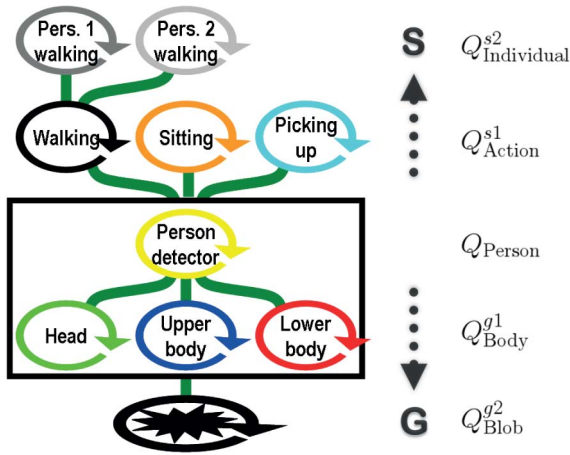 Pers. 1
walking
Pers. 2
walking
S
Q^{s2}_{Individual}
Walking
Sitting
Picking
up
Q^{s1}_{Action}
Person
detector
Q_{Person}
Head
Upper
body
Lower
body
Q^{g1}_{Body}
G
Q^{g2}_{Blob}